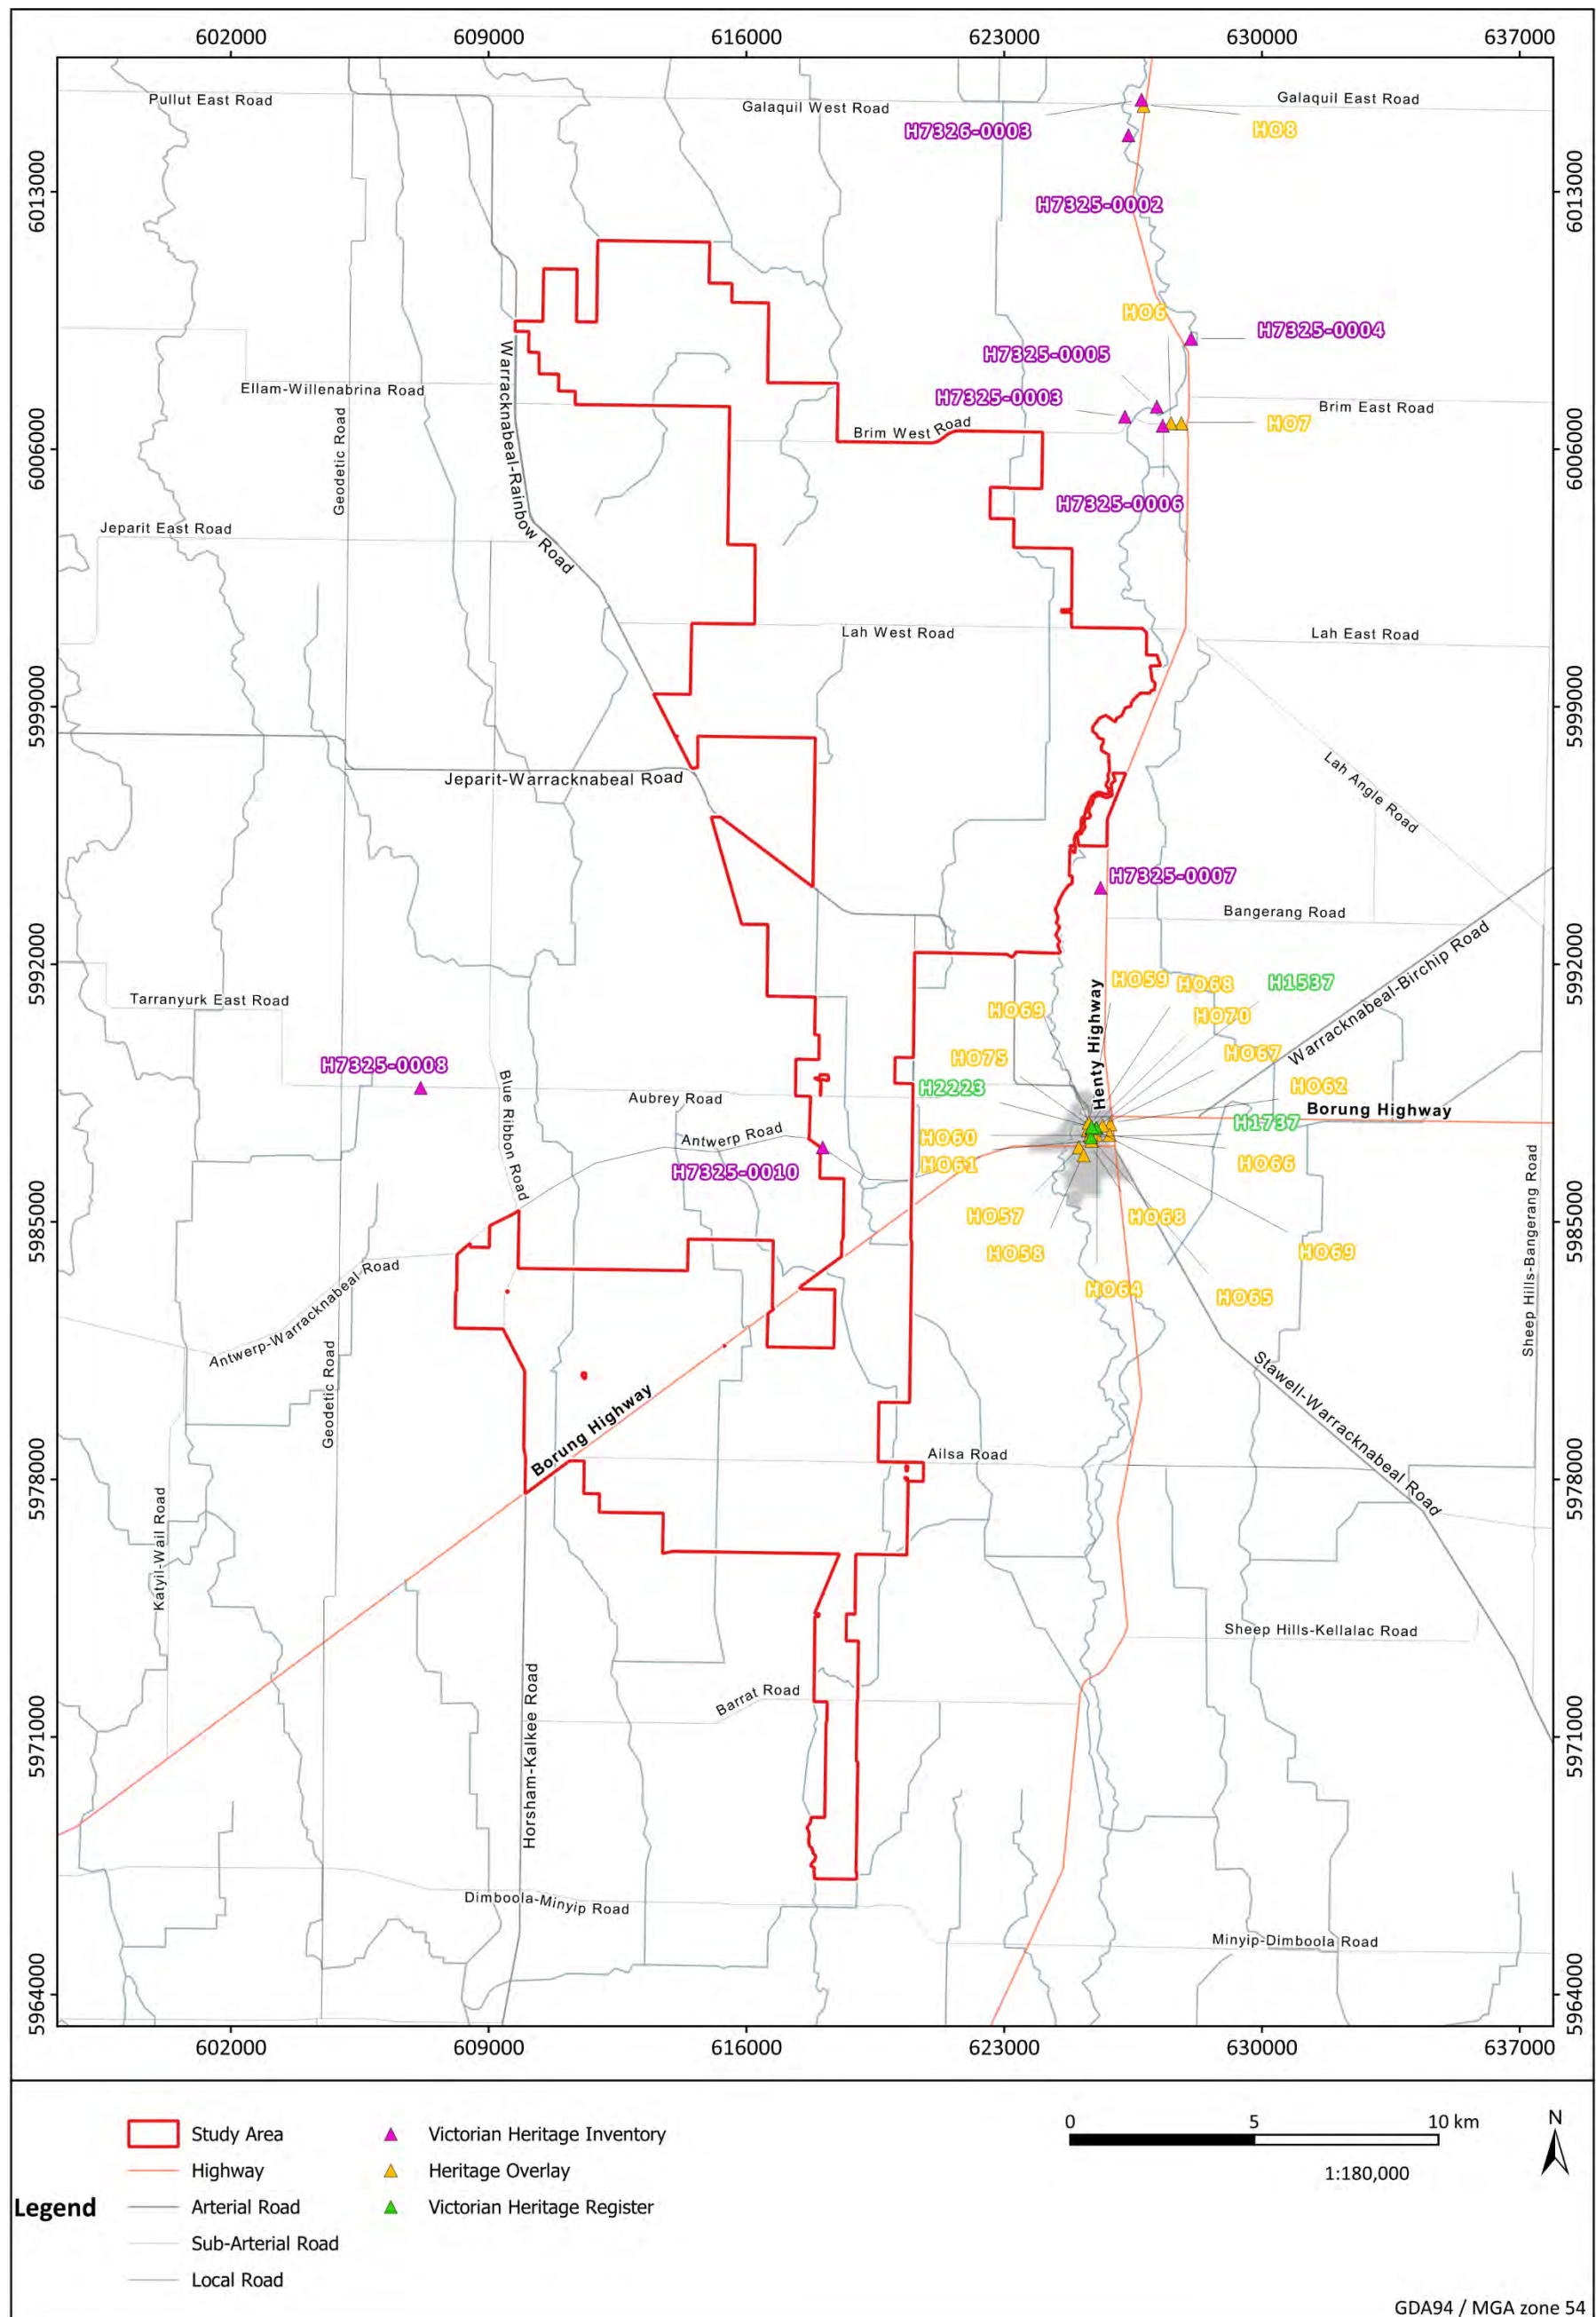 602000 609000 616000 623000 630000 637000
Pullut East Road
Galaquil West Road
Galaquil East Road
H7326-0003
HO8
6013000
6013000
H7325-0002
HO6
H7325-0004
H7325-0005
H7325-0003
Ellam-Willenabrina Road
Brim East Road
Brim West Road
HO7
Geodetic Road
Warracknabeal-Rainbow Road
6006000
6006000
H7325-0006
Jeparit East Road
Lah West Road
Lah East Road
5999000
5999000
Jeparit-Warracknabeal Road
Lah Angle Road
H7325-0007
Bangerang Road
Warracknabeal-Birchip Road
5992000
5992000
Tarranyurk East Road
Henty Highway
HO59
HO68
H1537
HO69
HO70
HO75
HO67
H7325-0008
H2223
HO62
Blue Ribbon Road
Aubrey Road
Borung Highway
H1737
Antwerp Road
HO60
HO61
HO66
H7325-0010
5985000
5985000
HO57
HO68
HO58
HO69
HO64
HO65
Sheep Hills-Bangerang Road
Antwerp-Warracknabeal Road
Geodetic Road
Stawell-Warracknabeal Road
Borung Highway
Ailsa Road
5978000
5978000
Katyil-Wail Road
Sheep Hills-Kellalac Road
Horsham-Kalkee Road
Barrat Road
5971000
5971000
Dimboola-Minyip Road
Minyip-Dimboola Road
5964000
5964000
602000 609000 616000 623000 630000 637000
Legend
Study Area
Highway
Arterial Road
Sub-Arterial Road
Local Road
Victorian Heritage Inventory
Heritage Overlay
Victorian Heritage Register
0 5 10 km
1:180,000
N
GDA94 / MGA zone 54